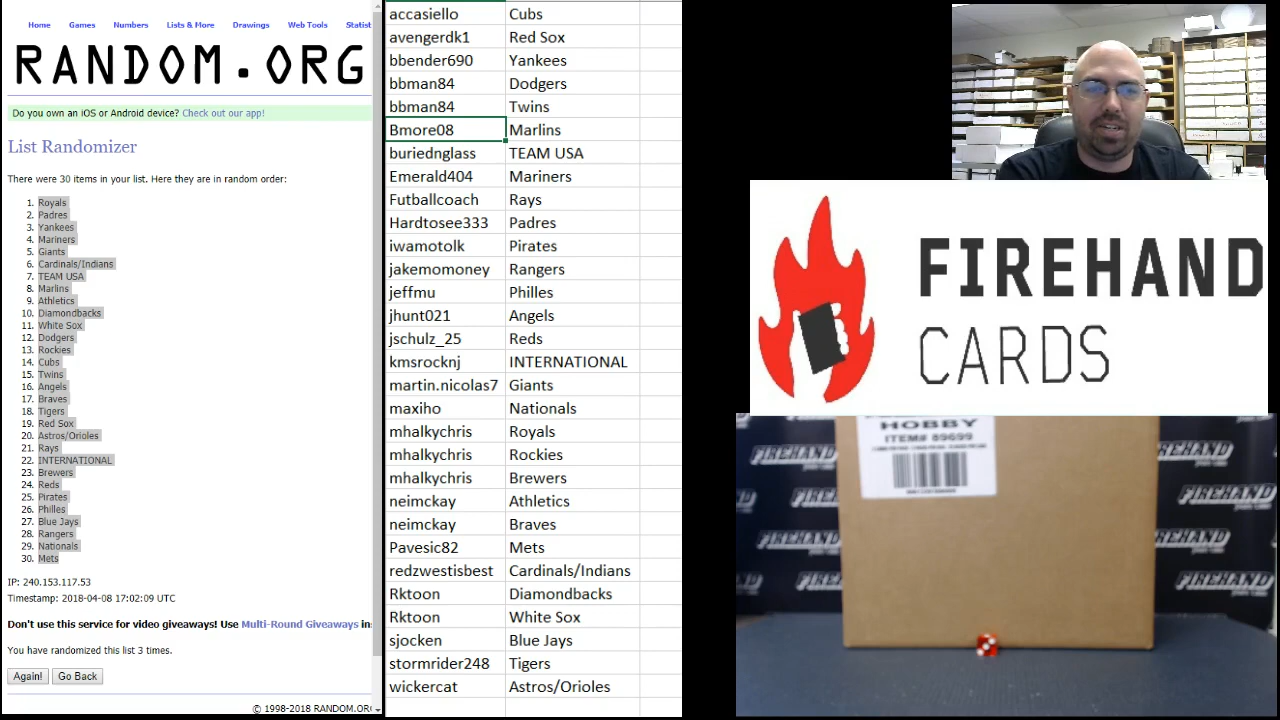 Home Games Numbers Lists & More Drawings Web Tools Statist
RANDOM.ORG
Do you own an iOS or Android device? Check out our app!
List Randomizer
There were 30 items in your list. Here they are in random order:
1. Royals
2. Padres
3. Yankees
4. Mariners
5. Giants
6. Cardinals/Indians
7. TEAM USA
8. Marlins
9. Athletics
10. Diamondbacks
11. White Sox
12. Dodgers
13. Rockies
14. Cubs
15. Twins
16. Angels
17. Braves
18. Tigers
19. Red Sox
20. Astros/Orioles
21. Rays
22. INTERNATIONAL
23. Brewers
24. Reds
25. Pirates
26. Philles
27. Blue Jays
28. Rangers
29. Nationals
30. Mets
IP: 240.153.117.53
Timestamp: 2018-04-08 17:02:09 UTC
Don't use this service for video giveaways! Use Multi-Round Giveaways in
You have randomized this list 3 times.
Again! Go Back
© 1998-2018 RANDOM.ORG
accasiello Cubs
avengerdk1 Red Sox
bbender690 Yankees
bbman84 Dodgers
bbman84 Twins
Bmore08 Marlins
buriednglass TEAM USA
Emerald404 Mariners
Futballcoach Rays
Hardtosee333 Padres
iwamotolk Pirates
jakemomoney Rangers
jeffmu Philles
jhunt021 Angels
jschulz_25 Reds
kmsrocknj INTERNATIONAL
martin.nicolas7 Giants
maxiho Nationals
mhalkychris Royals
mhalkychris Rockies
mhalkychris Brewers
neimckay Athletics
neimckay Braves
Pavesic82 Mets
redzwestisbest Cardinals/Indians
Rktoon Diamondbacks
Rktoon White Sox
sjocken Blue Jays
stormrider248 Tigers
wickercat Astros/Orioles
FIREHAND
CARDS
HOBBY
ITEM# 89699
FIREHAND
FIREHAND
FIREHAND
FIREHAND